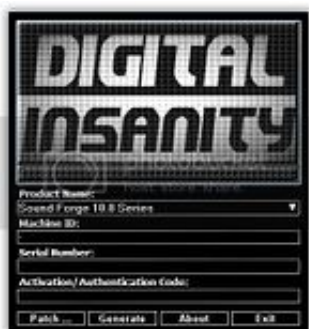 DIGITAL
INSANITY
photobucket
Product Name:
Sound Forge 10.0 Series
Machine ID:
Serial Number:
Activation/Authentication Code:
Patch ... Generate About Exit